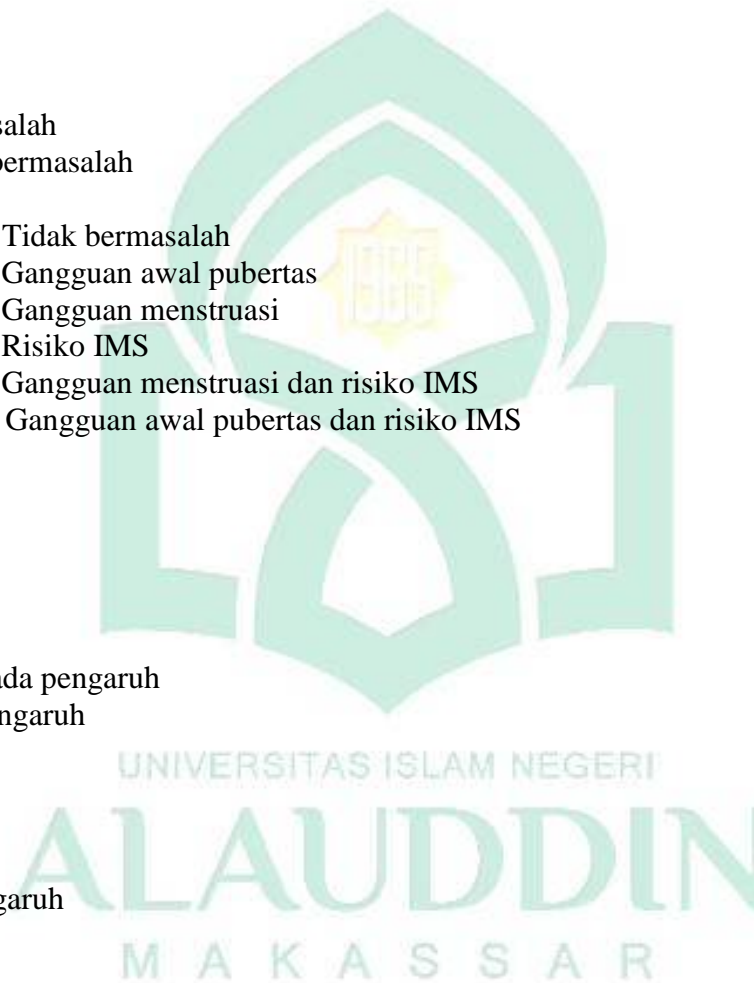 salah
bermasalah
Tidak bermasalah
Gangguan awal pubertas
Gangguan menstruasi
Risiko IMS
Gangguan menstruasi dan risiko IMS
Gangguan awal pubertas dan risiko IMS
ada pengaruh
ngaruh
garuh
UNIVERSITAS ISLAM NEGERI
ALAUDDIN
MAKASSAR